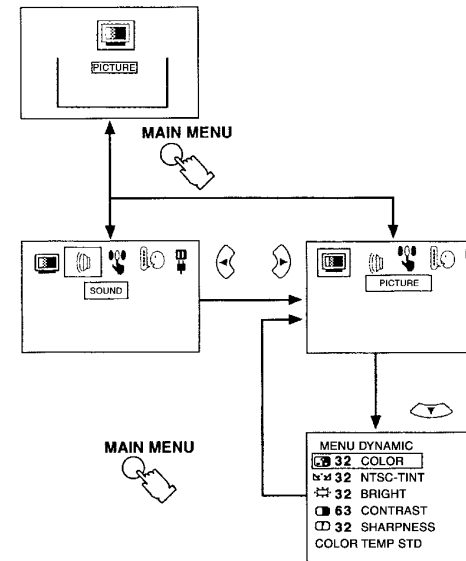 PICTURE
MAIN MENU
SOUND
PICTURE
MAIN MENU
MENU DYNAMIC
32 COLOR
32 NTSC-TINT
32 BRIGHT
63 CONTRAST
32 SHARPNESS
COLOR TEMP STD